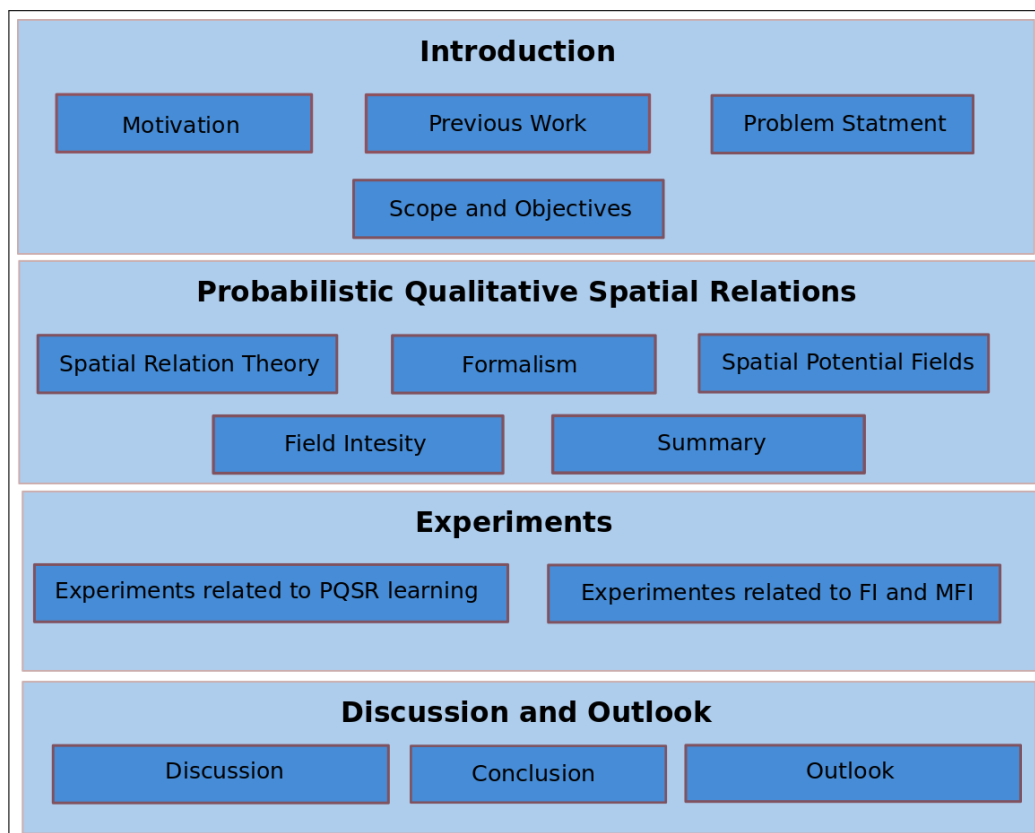 Introduction
Motivation
Previous Work
Problem Statment
Scope and Objectives
Probabilistic Qualitative Spatial Relations
Spatial Relation Theory
Formalism
Spatial Potential Fields
Field Intesity
Summary
Experiments
Experiments related to PQSR learning
Experimentes related to FI and MFI
Discussion and Outlook
Discussion
Conclusion
Outlook